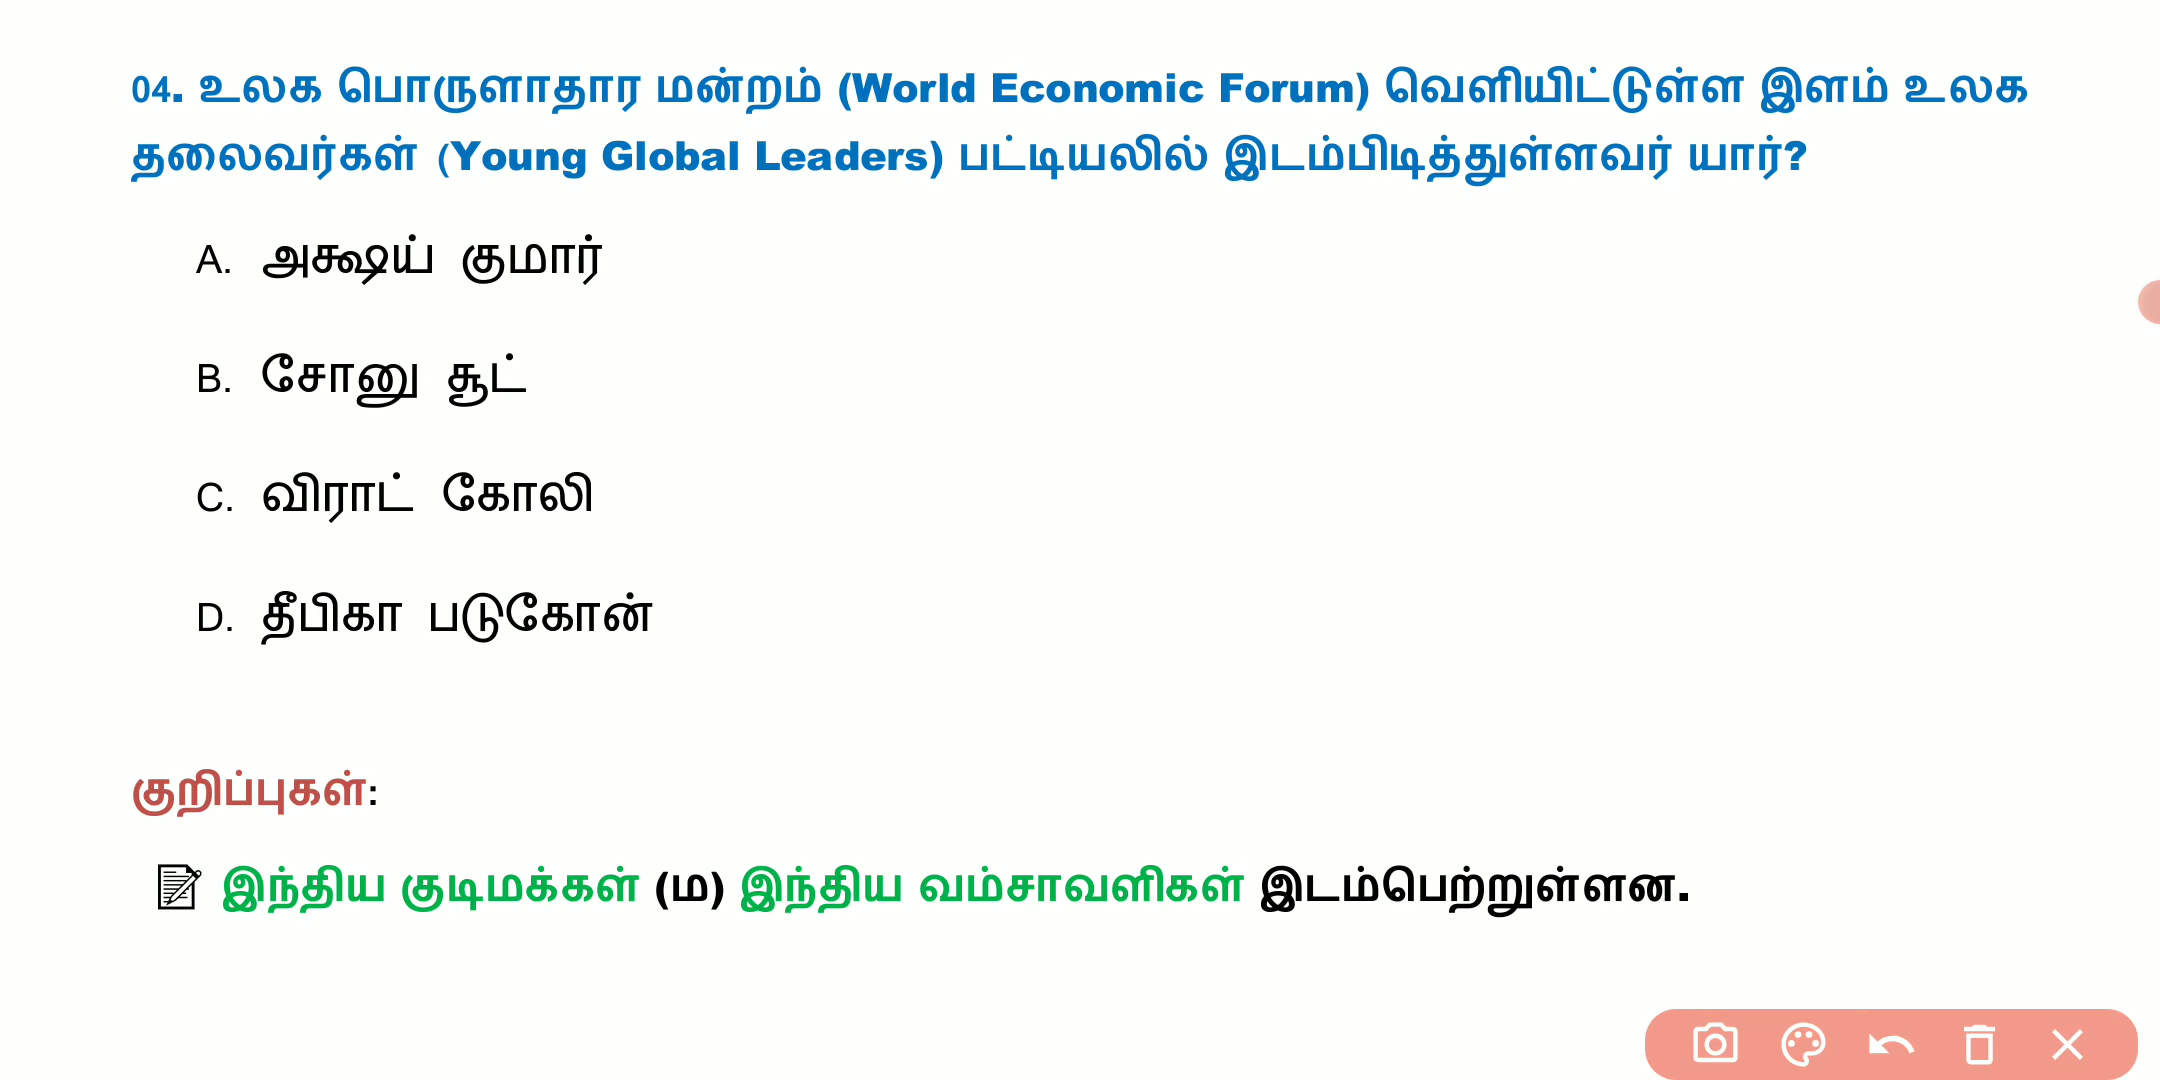 04. உலக பொருளாதார மன்றம் (World Economic Forum) வெளியிட்டுள்ள இளம் உலக
தலைவர்கள் (Young Global Leaders) பட்டியலில் இடம்பிடித்துள்ளவர் யார்?
A. அக்ஷய் குமார்
B. சோனு சூட்
C. விராட் கோலி
D. தீபிகா படுகோன்
குறிப்புகள்:
இந்திய குடிமக்கள் (ம) இந்திய வம்சாவளிகள் இடம்பெற்றுள்ளன.